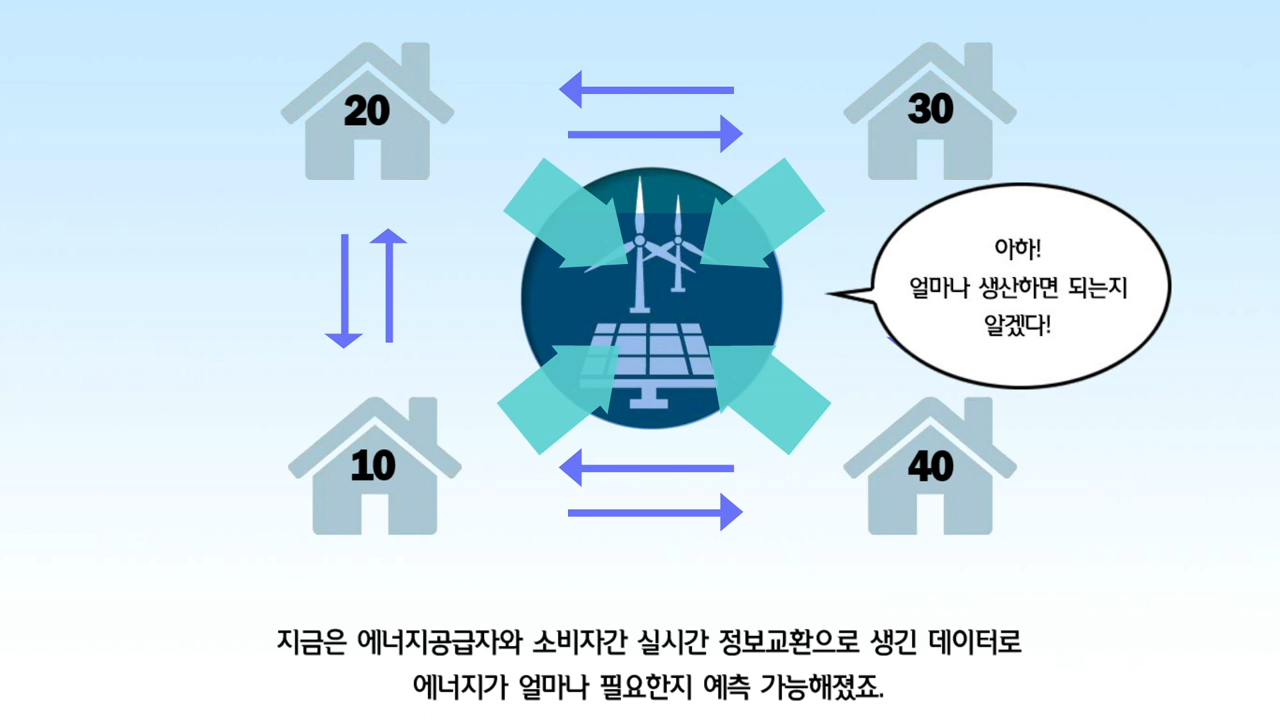 20
30
아하!
얼마나 생산하면 되는지
알겠다!
10
40
지금은 에너지공급자와 소비자간 실시간 정보교환으로 생긴 데이터로
에너지가 얼마나 필요한지 예측 가능해졌죠.